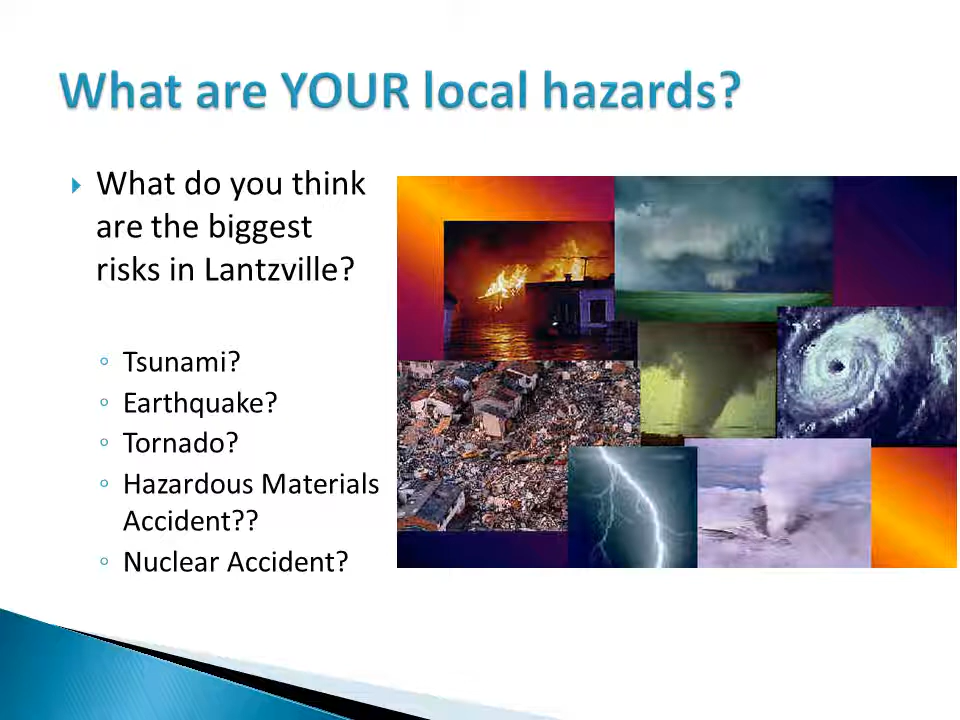 What are YOUR local hazards?
What do you think
are the biggest
risks in Lantzville?
Tsunami?
Earthquake?
Tornado?
Hazardous Materials
Accident??
Nuclear Accident?